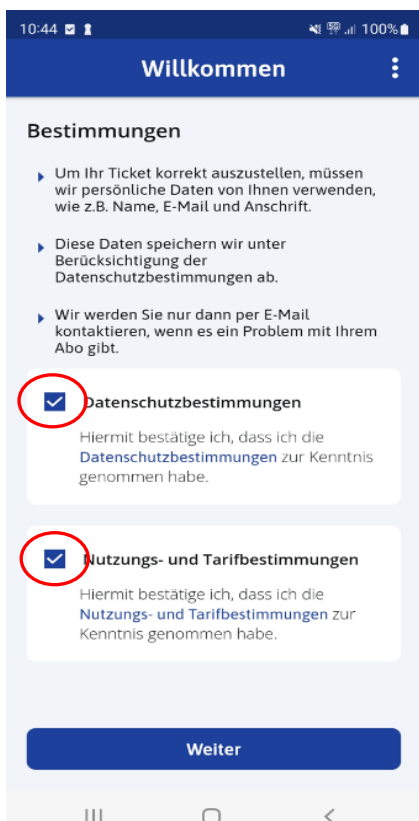 10:44 100%
Willkommen
Bestimmungen
Um Ihr Ticket korrekt auszustellen, müssen
wir persönliche Daten von Ihnen verwenden,
wie z.B. Name, E-Mail und Anschrift.
Diese Daten speichern wir unter
Berücksichtigung der
Datenschutzbestimmungen ab.
Wir werden Sie nur dann per E-Mail
kontaktieren, wenn es ein Problem mit Ihrem
Abo gibt.
Datenschutzbestimmungen
Hiermit bestätige ich, dass ich die
Datenschutzbestimmungen zur Kenntnis
genommen habe.
Nutzungs- und Tarifbestimmungen
Hiermit bestätige ich, dass ich die
Nutzungs- und Tarifbestimmungen zur
Kenntnis genommen habe.
Weiter